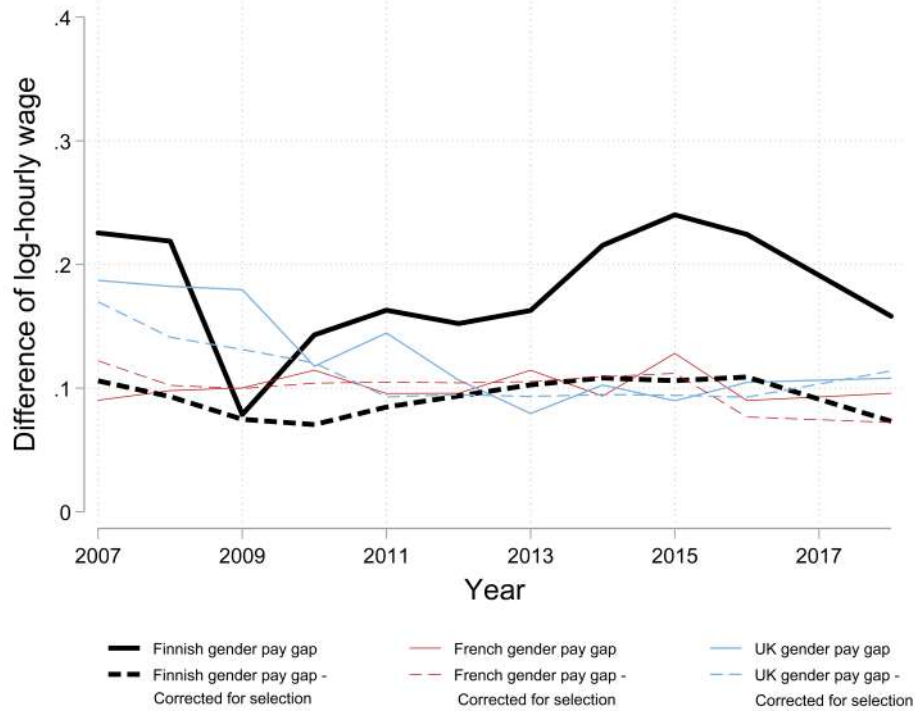 .4
.3
.2
.1
0
Difference of log-hourly wage
2007 2009 2011 2013 2015 2017
Year
Finnish gender pay gap French gender pay gap UK gender pay gap
Finnish gender pay gap - French gender pay gap - UK gender pay gap -
Corrected for selection Corrected for selection Corrected for selection